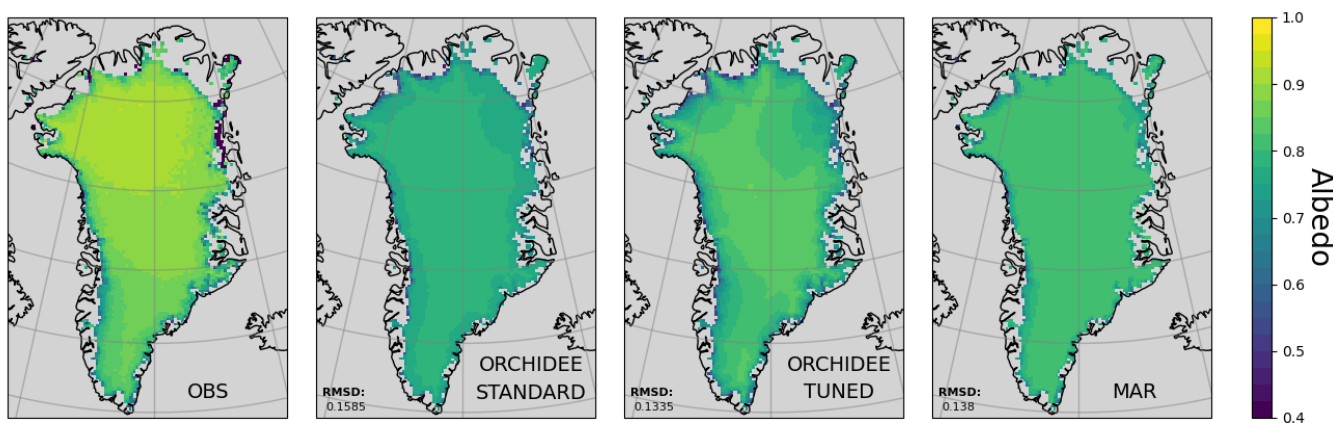 OBS
ORCHIDEE
STANDARD
RMSD:
0.1585
ORCHIDEE
TUNED
RMSD:
0.1335
MAR
RMSD:
0.138
1.0
0.9
0.8
0.7
0.6
0.5
0.4
Albedo